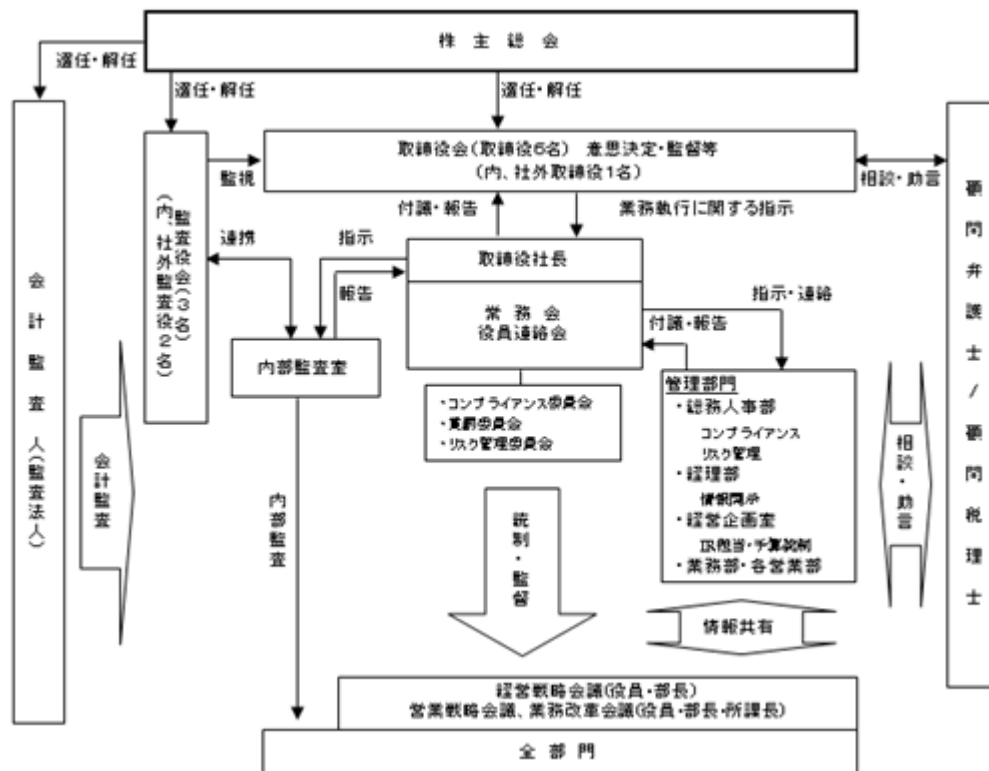 株主総会
選任・解任
選任・解任
選任・解任
取締役会(取締役6名) 意思決定・監督等
(内、社外取締役1名)
監視
相談・助言
付議・報告
業務執行に関する指示
監査役会(3名)
(内、社外監査役2名)
連携
指示
報告
取締役社長
常務会
役員連絡会
指示・連絡
付議・報告
内部監査室
・コンプライアンス委員会
・賞罰委員会
・リスク管理委員会
管理部門
・総務人事部
コンプライアンス
リスク管理
・経理部
情報開示
・経営企画室
IR担当・予算統制
・業務部・各営業部
会計監査人(監査法人)
会計監査
内部監査
統制・監督
情報共有
相談・助言
顧問弁護士/顧問税理士
経営戦略会議(役員・部長)
営業戦略会議、業務改革会議(役員・部長・所課長)
全部門